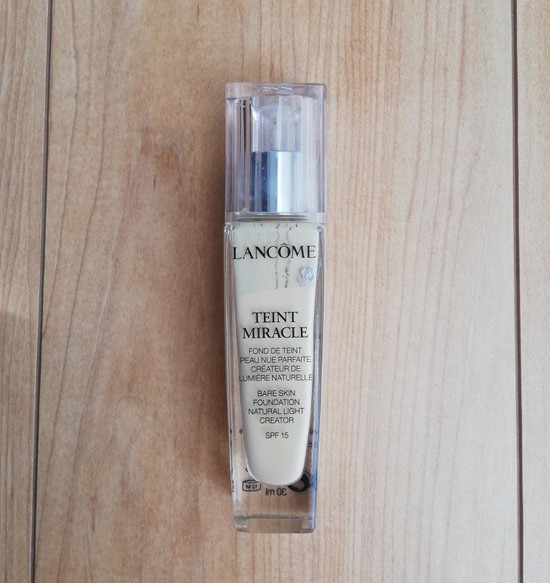 LANCÔME
TEINT
MIRACLE
FOND DE TEINT
PEAU NUE PARFAITE
CRÉATEUR DE
LUMIÈRE NATURELLE
BARE SKIN
FOUNDATION
NATURAL LIGHT
CREATOR
SPF 15
30 ml
12M